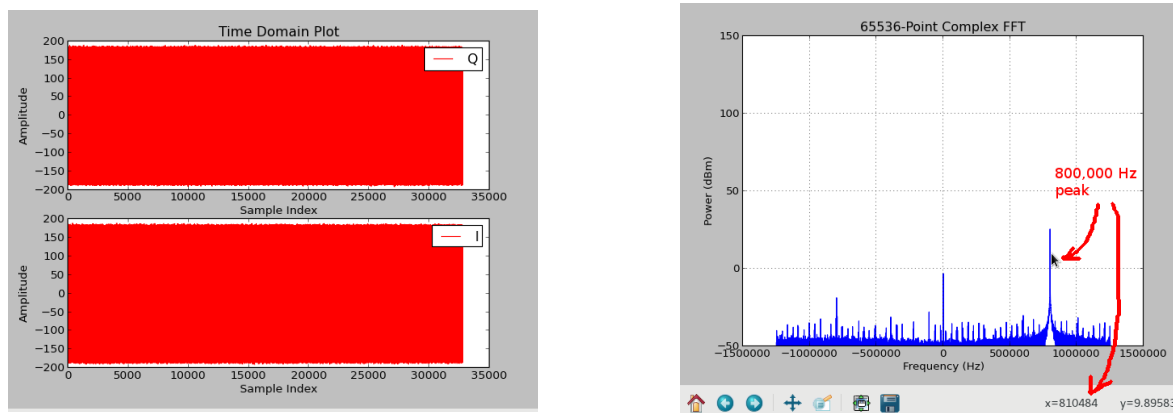 Time Domain Plot
200
150
100
50
0
−50
−100
−150
−200
Amplitude
Q
0 5000 10000 15000 20000 25000 30000 35000
Sample Index
200
150
100
50
0
−50
−100
−150
−200
Amplitude
I
0 5000 10000 15000 20000 25000 30000 35000
Sample Index
65536-Point Complex FFT
150
100
50
0
−50
Power (dBm)
800,000 Hz
peak
−1500000 −1000000 −500000 0 500000 1000000 1500000
Frequency (Hz)
x=810484 y=9.8958